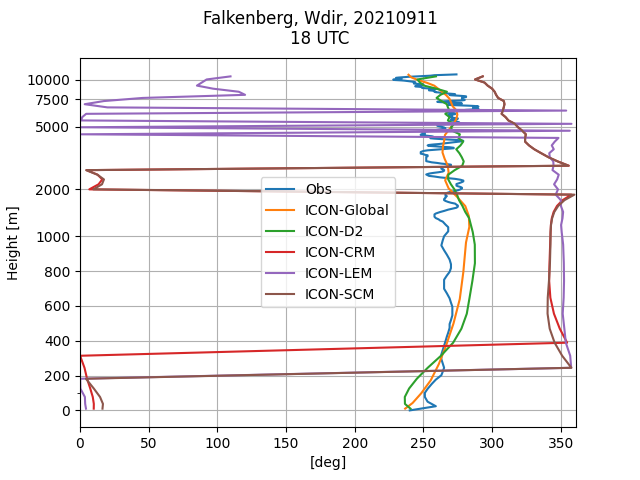 Falkenberg, Wdir, 20210911
18 UTC
10000
7500
5000
2000
1000
800
600
400
200
0
Height [m]
Obs
ICON-Global
ICON-D2
ICON-CRM
ICON-LEM
ICON-SCM
0 50 100 150 200 250 300 350
[deg]